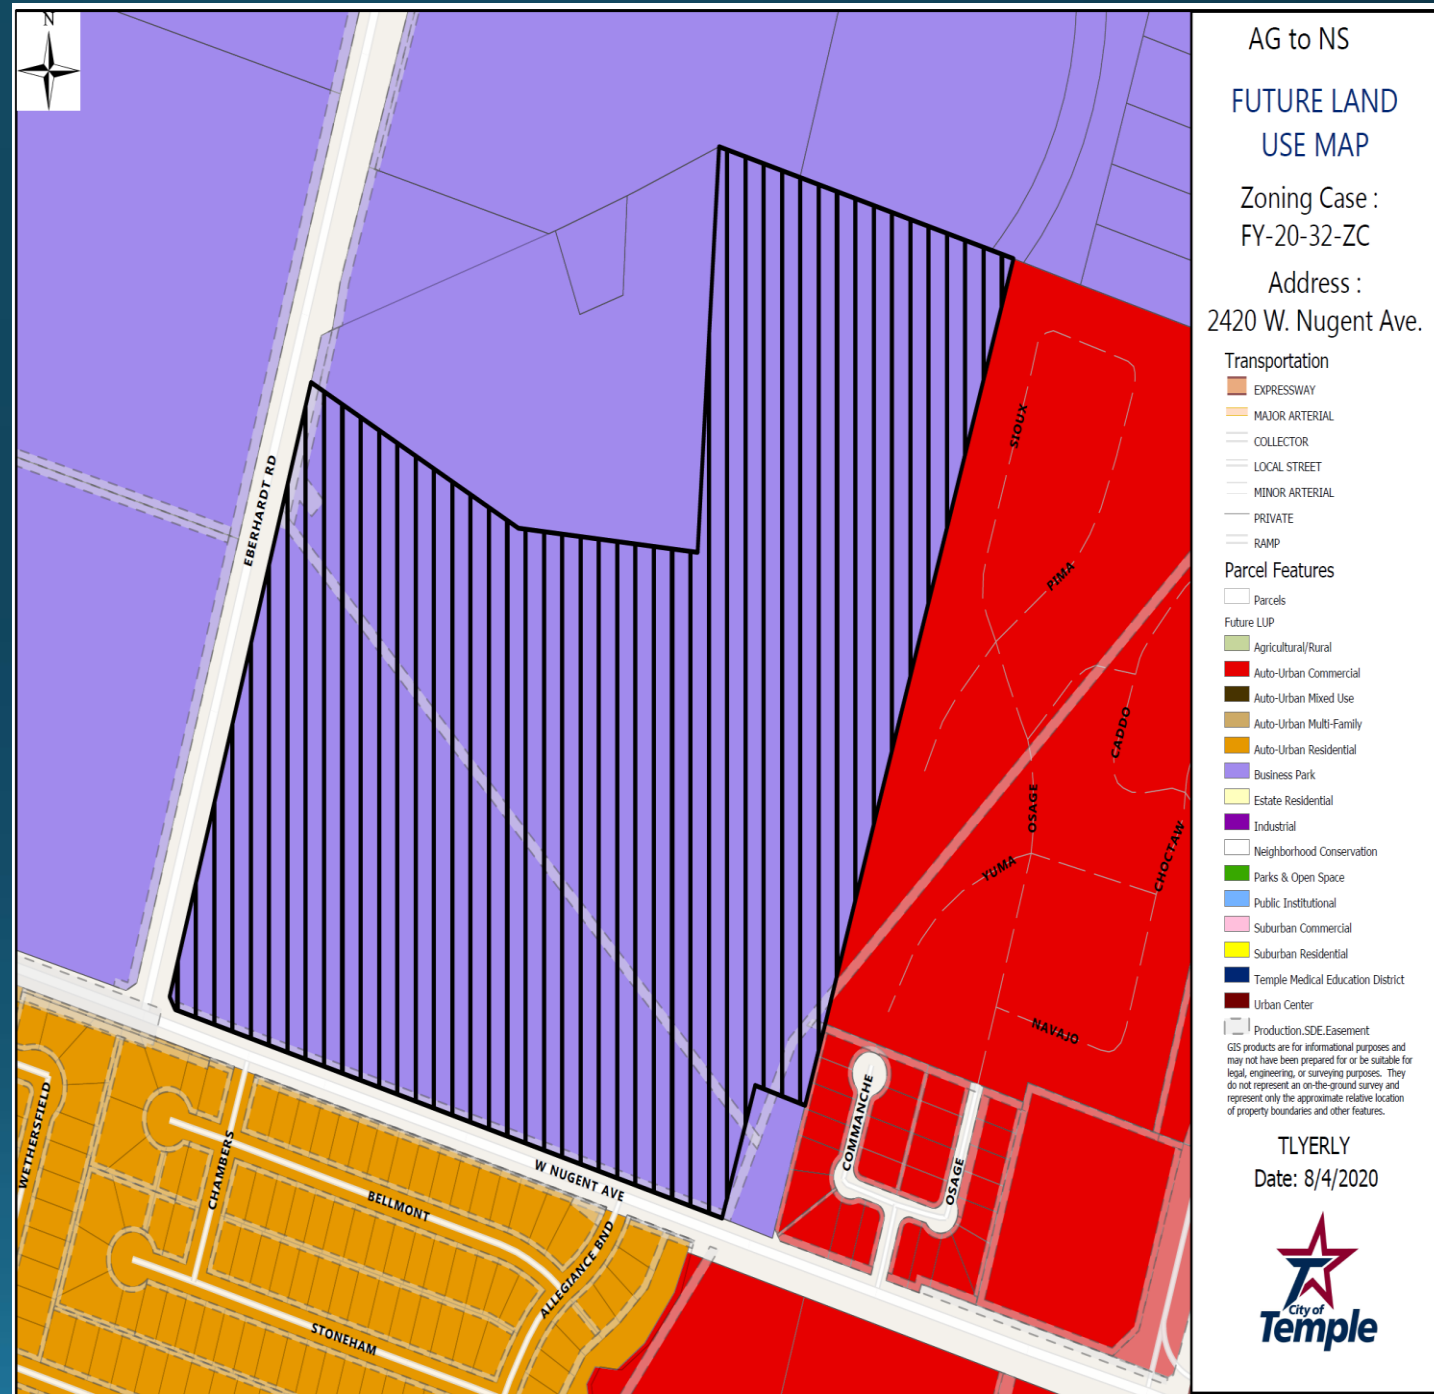 N
AG to NS
FUTURE LAND
USE MAP
Zoning Case :
FY-20-32-ZC
Address :
2420 W. Nugent Ave.
Transportation
EXPRESSWAY
MAJOR ARTERIAL
COLLECTOR
LOCAL STREET
MINOR ARTERIAL
PRIVATE
RAMP
Parcel Features
Parcels
Future LUP
Agricultural/Rural
Auto-Urban Commercial
Auto-Urban Mixed Use
Auto-Urban Multi-Family
Auto-Urban Residential
Business Park
Estate Residential
Industrial
Neighborhood Conservation
Parks & Open Space
Public Institutional
Suburban Commercial
Suburban Residential
Temple Medical Education District
Urban Center
Production.SDE.Easement
GIS products are for informational purposes and
may not have been prepared for or be suitable for
legal, engineering, or surveying purposes. They
do not represent an on-the-ground survey and
represent only the approximate relative location
of property boundaries and other features.
TLYERLY
Date: 8/4/2020
City of
Temple
EBERHARDT RD
SIOUX
PIMA
CADDO
OSAGE
YUMA
CHOCTAW
NAVAJO
COMMANCHE
OSAGE
W NUGENT AVE
WETHERSFIELD
CHAMBERS
BELLMONT
ALLEGIANCE BND
STONEHAM